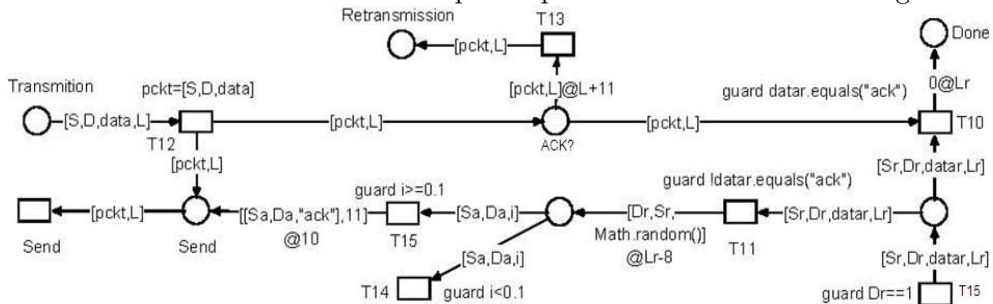 Retransmission
T13
Done
[pckt,L]
Transmition
pckt=[S,D,data]
[pckt,L]@L+11
guard datar.equals("ack")
0@Lr
[S,D,data,L]
T12
[pckt,L]
ACK?
[pckt,L]
T10
[pckt,L]
[Sr,Dr,datar,Lr]
guard i>=0.1
guard !datar.equals("ack")
[pckt,L]
[[Sa,Da,"ack"],11]
[Sa,Da,i]
[Dr,Sr,
[Sr,Dr,datar,Lr]
Send
Send
@10
T15
Math.random()]
T11
@Lr-8
[Sa,Da,i]
[Sr,Dr,datar,Lr]
T14
guard i<0.1
guard Dr==1
T15